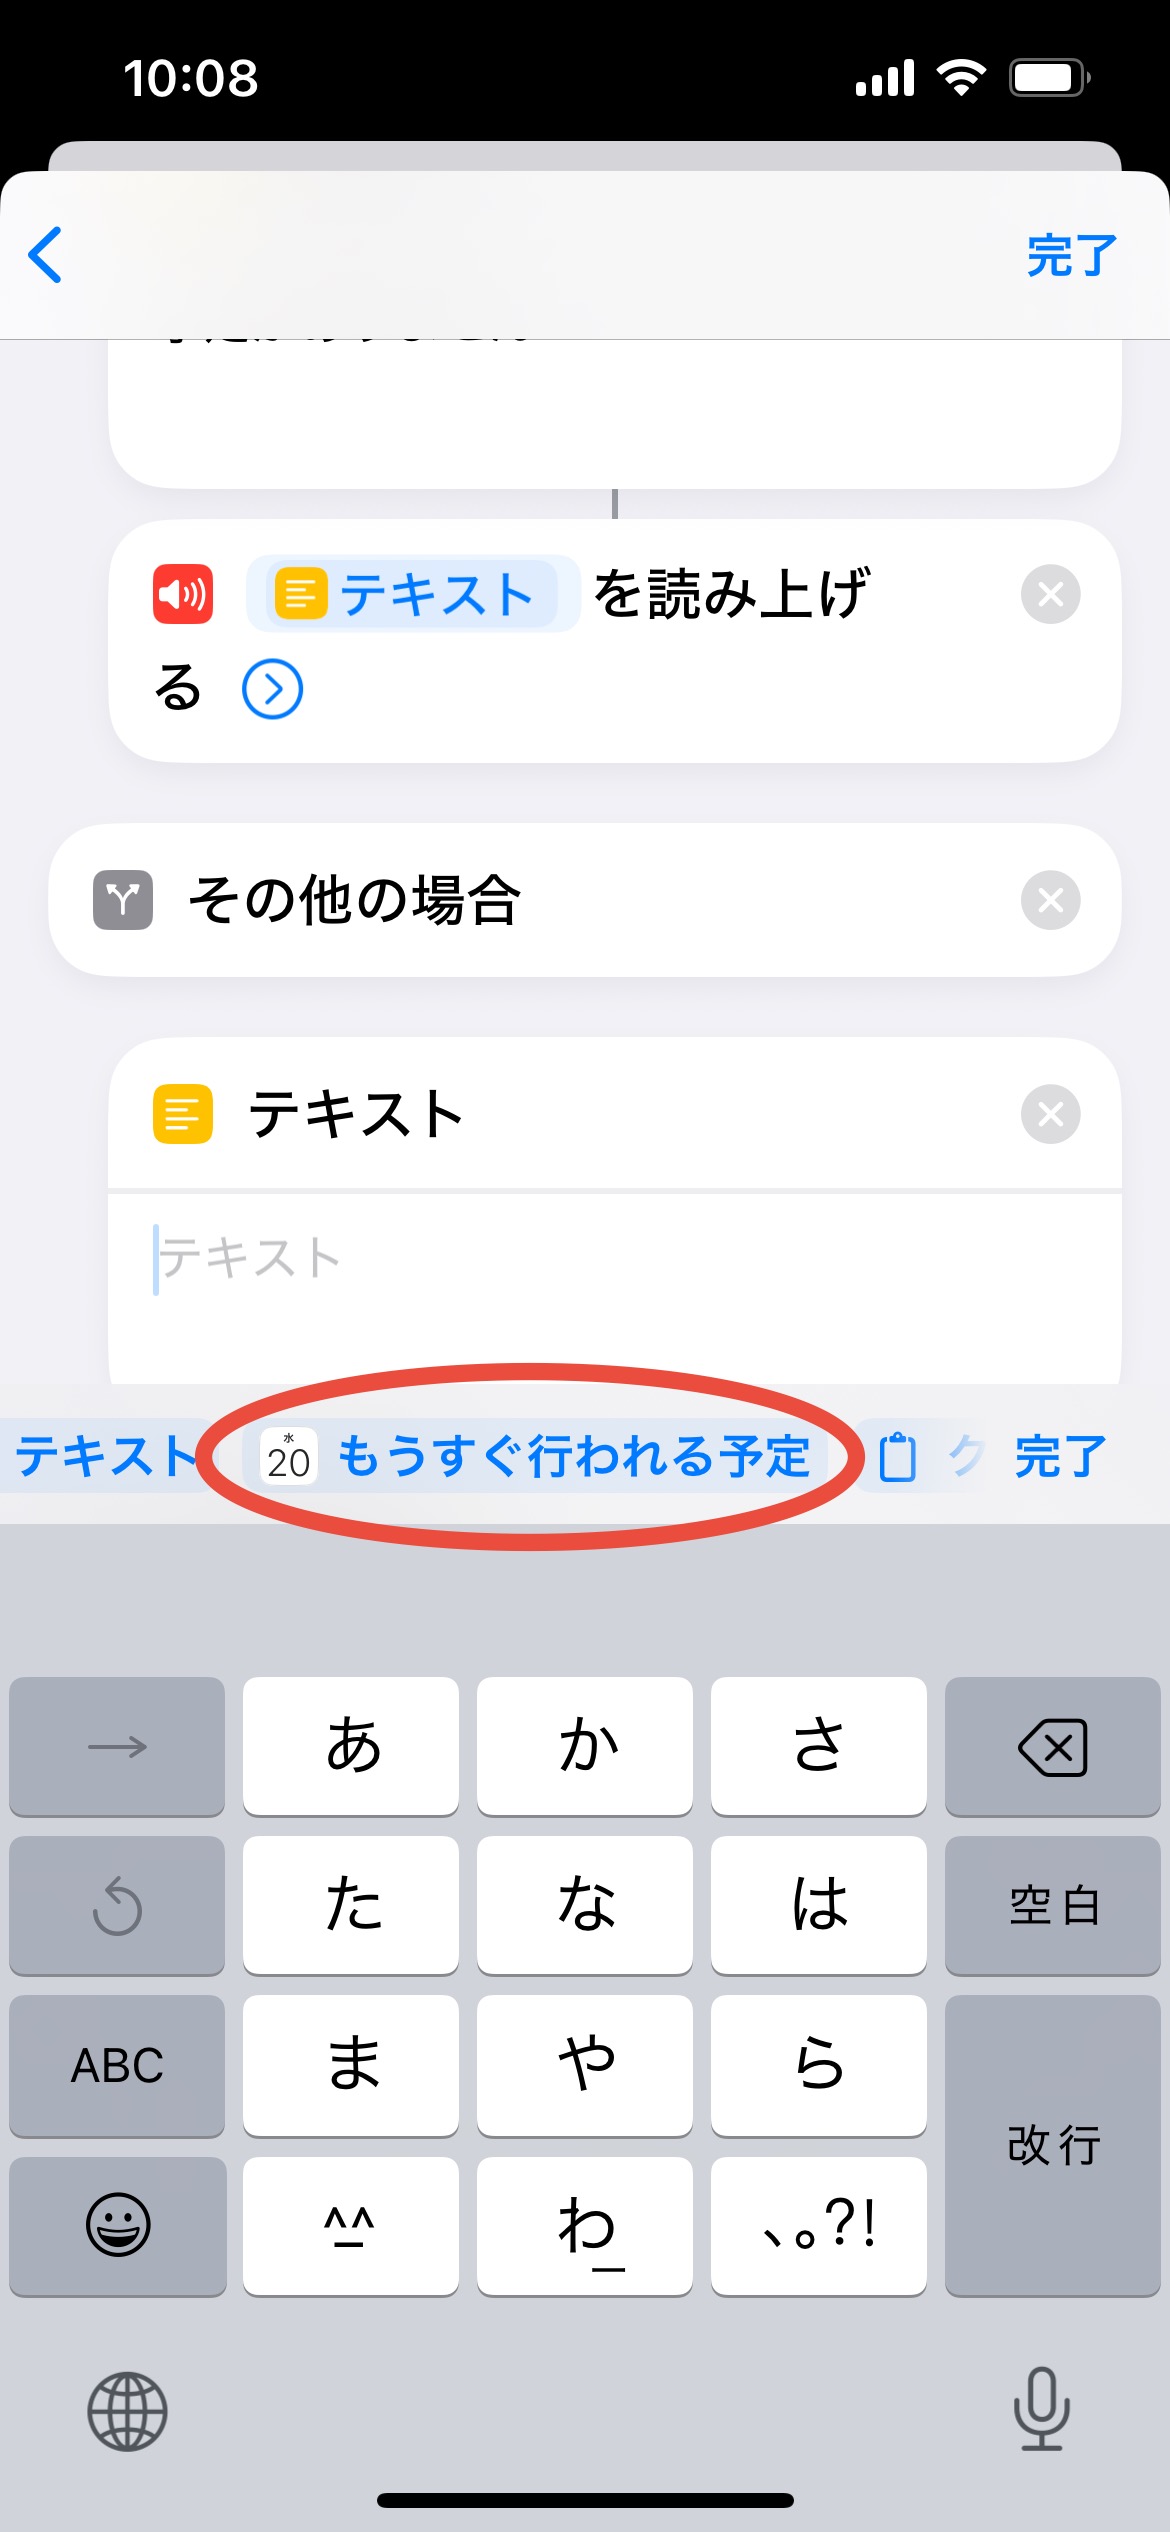 10:08
完了
テキスト を読み上げ
る
その他の場合
テキスト
テキスト
テキスト 水 20 もうすぐ行われる予定 ク 完了
→ あ か さ
た な は 空白
ABC ま や ら
改行
^^ わ 、。?!